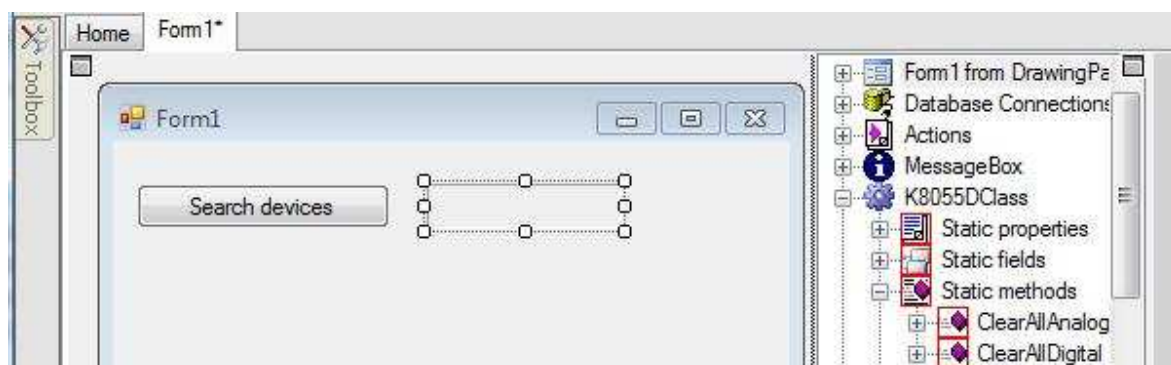 Toolbox
Home
Form1*
Form1
Search devices
Form1 from DrawingPa
Database Connections
Actions
MessageBox
K8055DClass
Static properties
Static fields
Static methods
ClearAllAnalog
ClearAllDigital